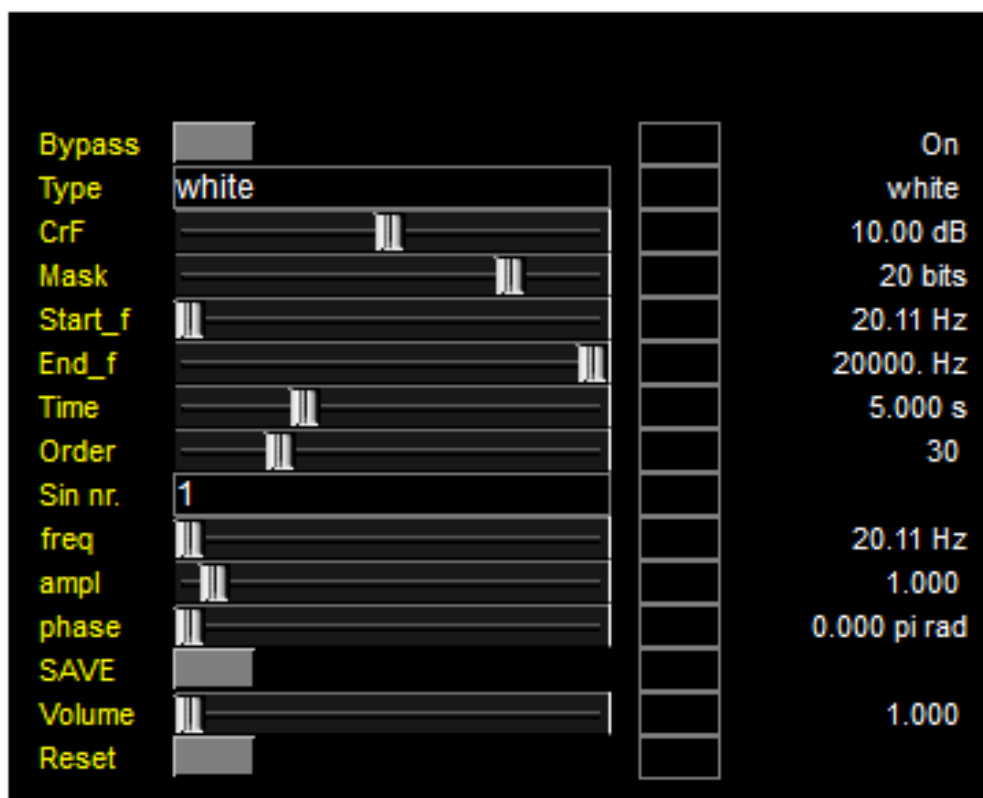 Bypass On
Type white white
CrF 10.00 dB
Mask 20 bits
Start_f 20.11 Hz
End_f 20000. Hz
Time 5.000 s
Order 30
Sin nr. 1
freq 20.11 Hz
ampl 1.000
phase 0.000 pi rad
SAVE
Volume 1.000
Reset